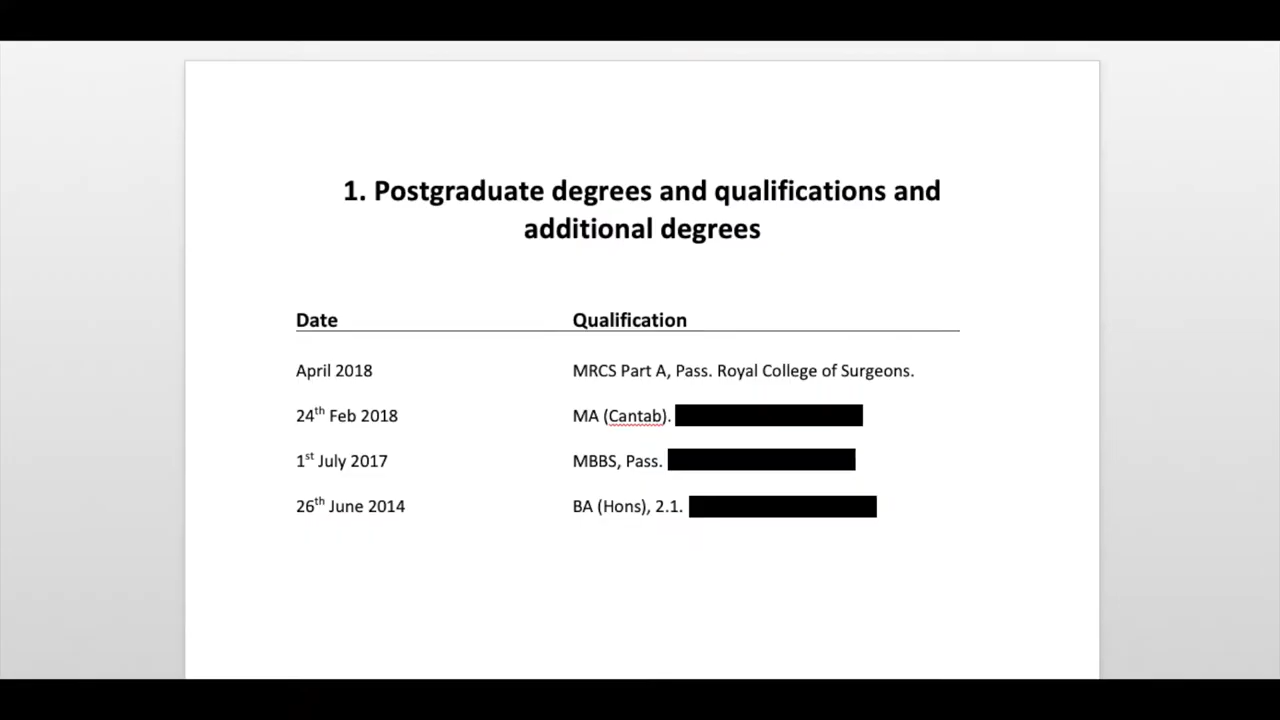 1. Postgraduate degrees and qualifications and
additional degrees
Date Qualification
April 2018 MRCS Part A, Pass. Royal College of Surgeons.
24th Feb 2018 MA (Cantab).
1st July 2017 MBBS, Pass.
26th June 2014 BA (Hons), 2.1.